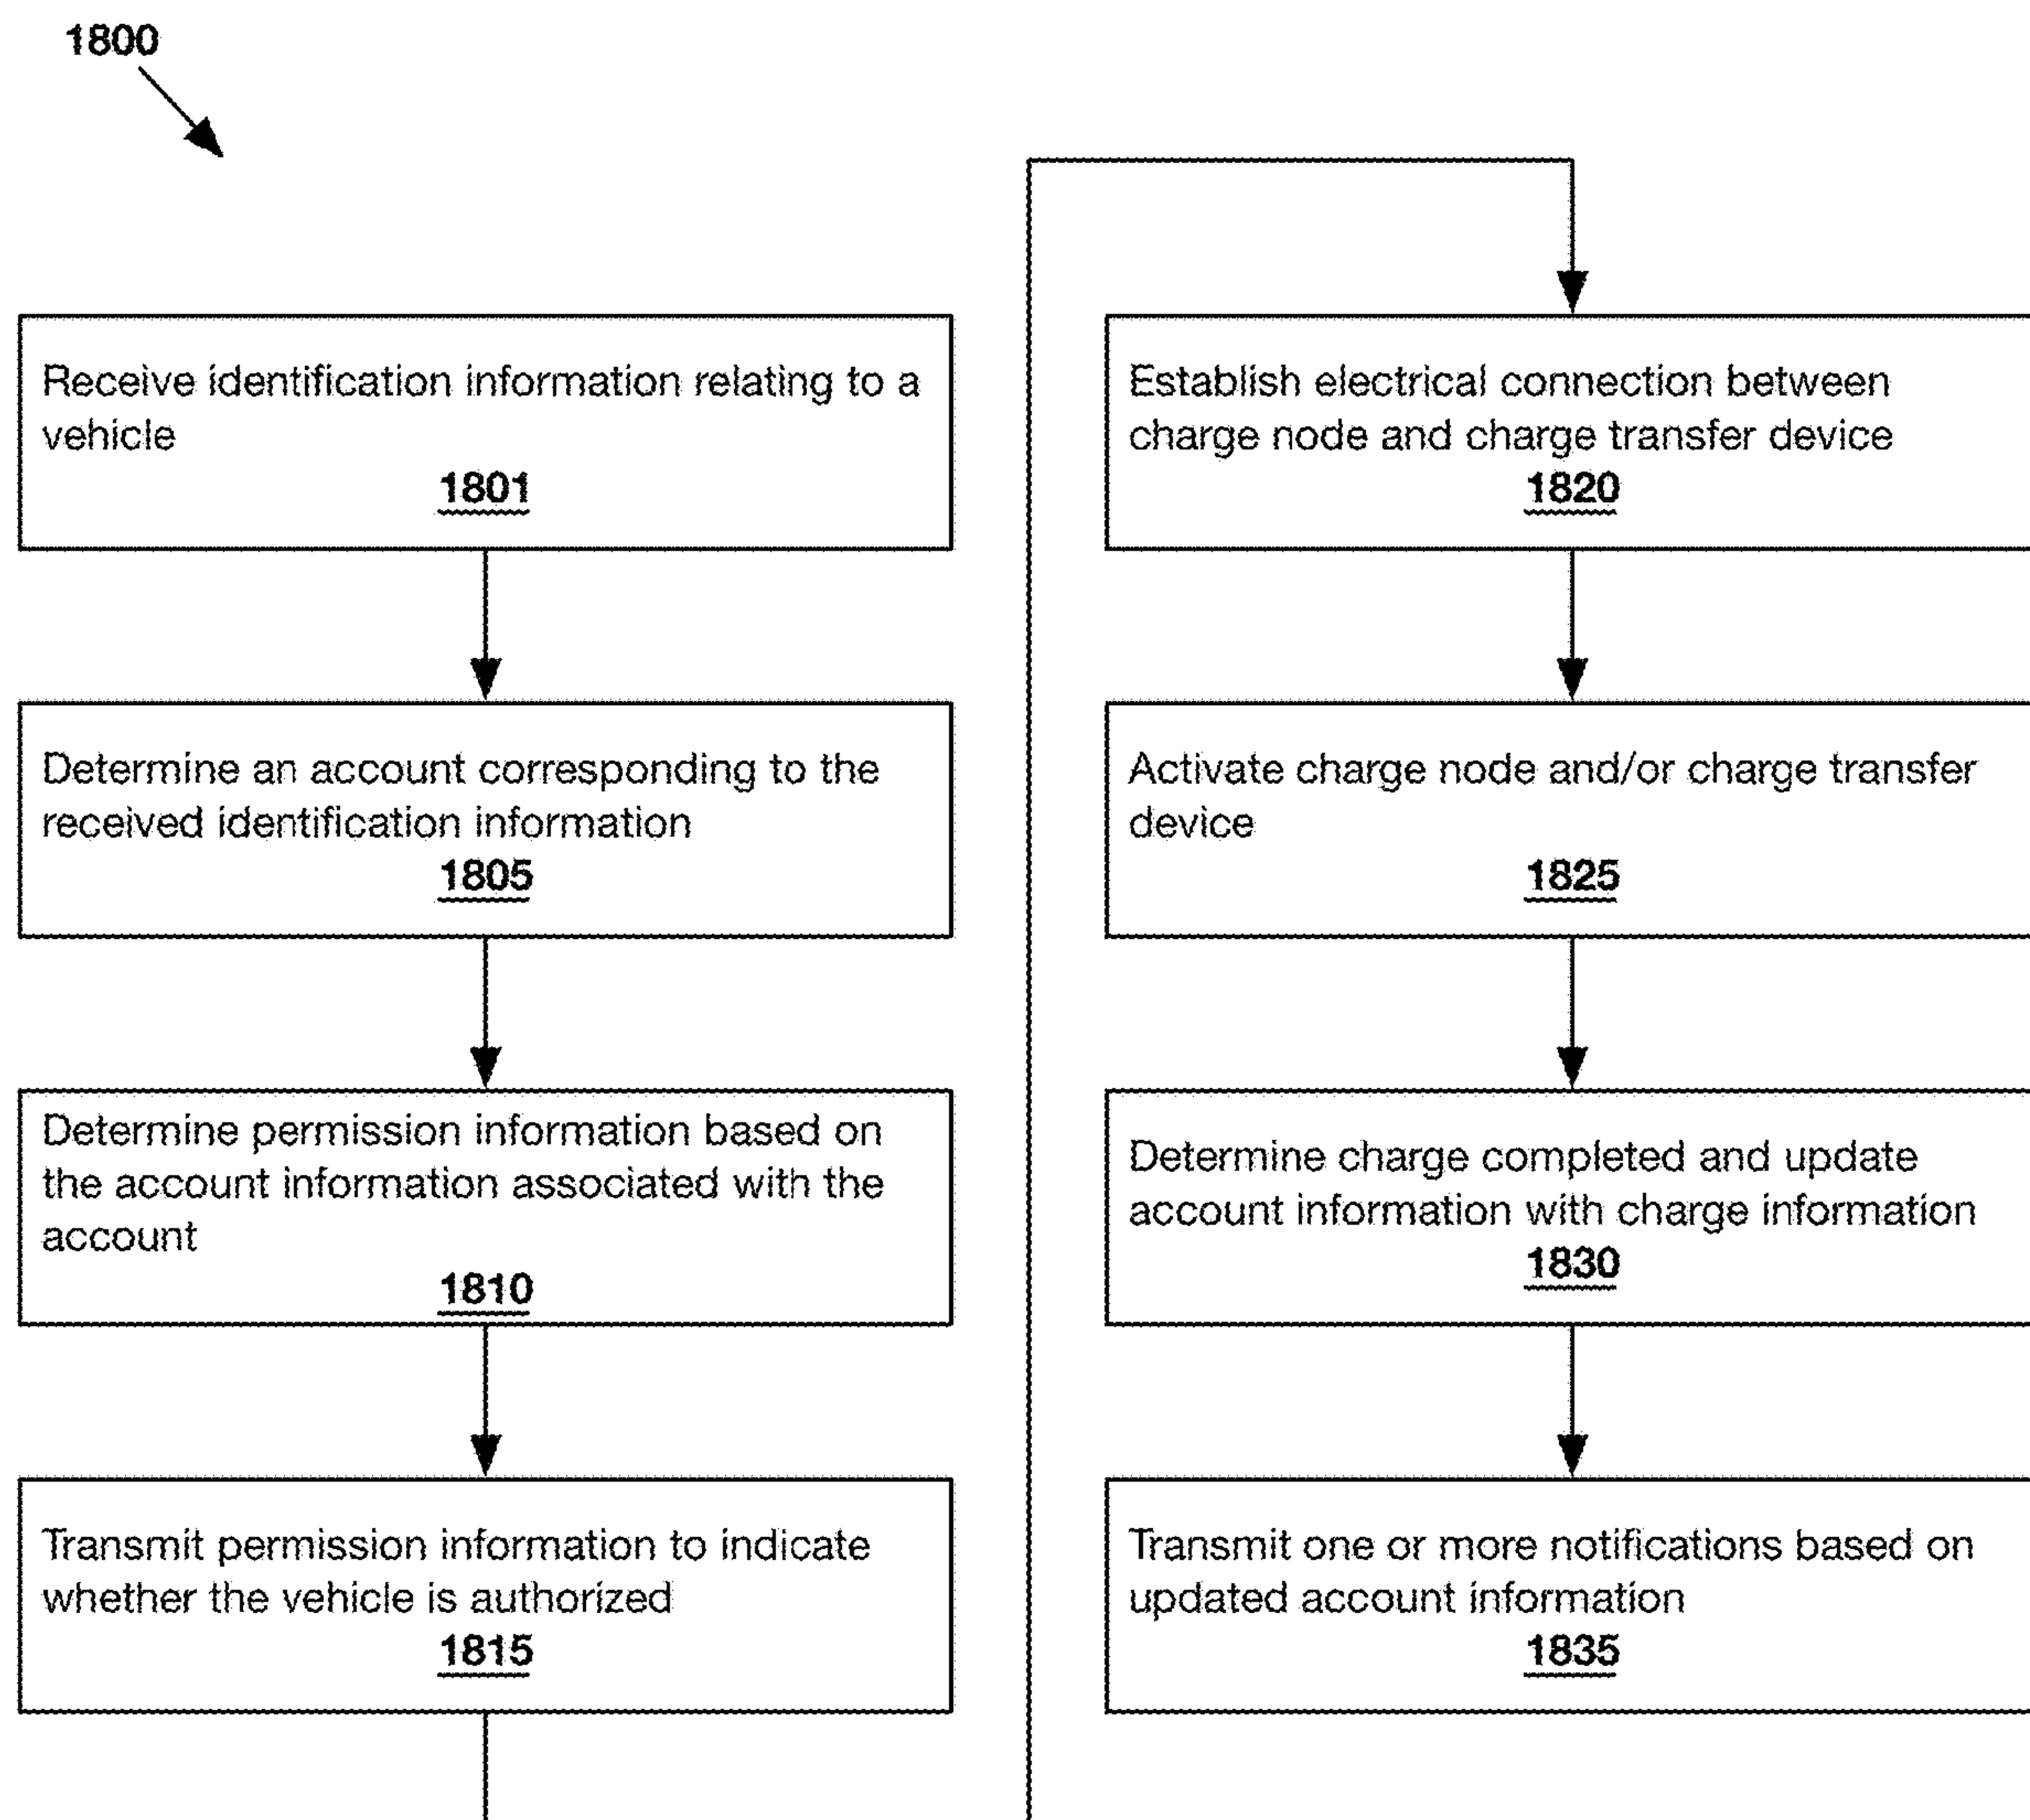 1800
Receive identification information relating to a
vehicle
1801
Determine an account corresponding to the
received identification information
1805
Determine permission information based on
the account information associated with the
account
1810
Transmit permission information to indicate
whether the vehicle is authorized
1815
Establish electrical connection between
charge node and charge transfer device
1820
Activate charge node and/or charge transfer
device
1825
Determine charge completed and update
account information with charge information
1830
Transmit one or more notifications based on
updated account information
1835